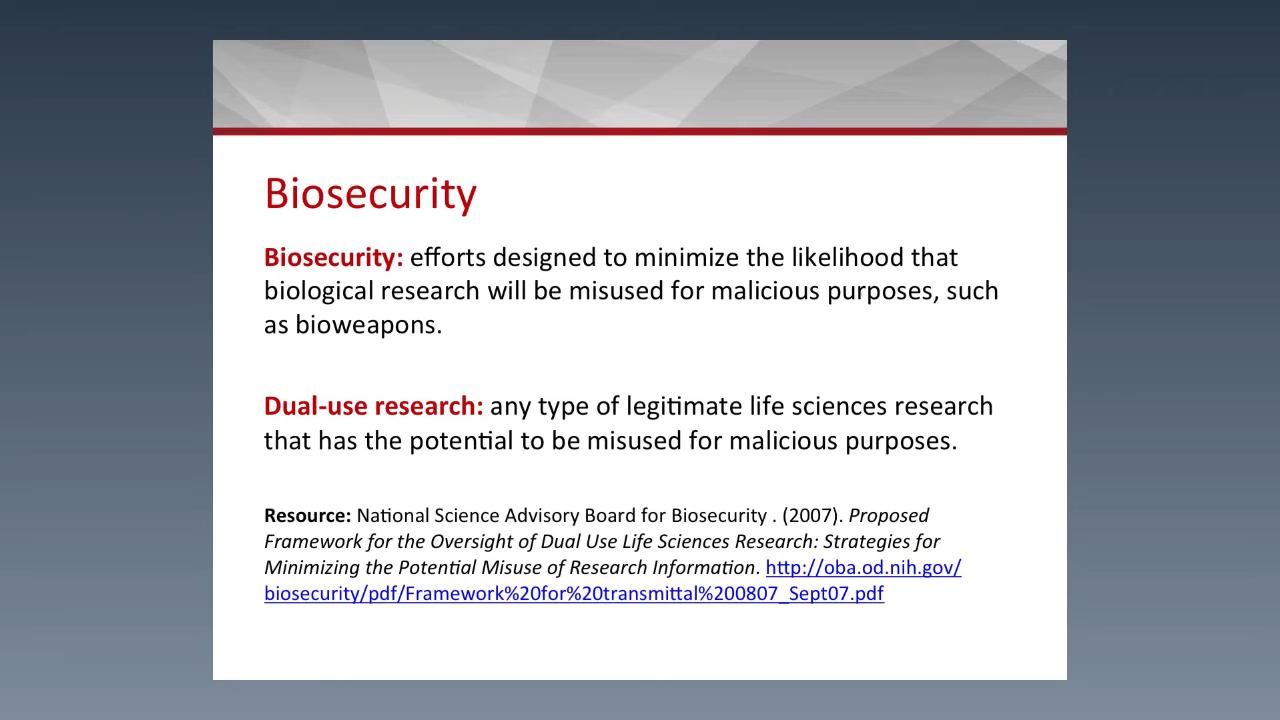 Biosecurity
Biosecurity: efforts designed to minimize the likelihood that
biological research will be misused for malicious purposes, such
as bioweapons.
Dual-use research: any type of legitimate life sciences research
that has the potential to be misused for malicious purposes.
Resource: National Science Advisory Board for Biosecurity . (2007). Proposed
Framework for the Oversight of Dual Use Life Sciences Research: Strategies for
Minimizing the Potential Misuse of Research Information. http://oba.od.nih.gov/
biosecurity/pdf/Framework%20for%20transmittal%200807_Sept07.pdf